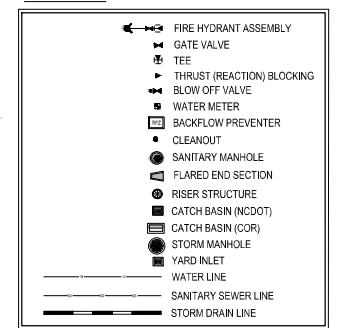 FIRE HYDRANT ASSEMBLY
GATE VALVE
TEE
THRUST (REACTION) BLOCKING
BLOW OFF VALVE
WATER METER
RPZ BACKFLOW PREVENTER
CLEANOUT
SANITARY MANHOLE
FLARED END SECTION
RISER STRUCTURE
CATCH BASIN (NCDOT)
CATCH BASIN (COR)
STORM MANHOLE
YARD INLET
WATER LINE
SANITARY SEWER LINE
STORM DRAIN LINE